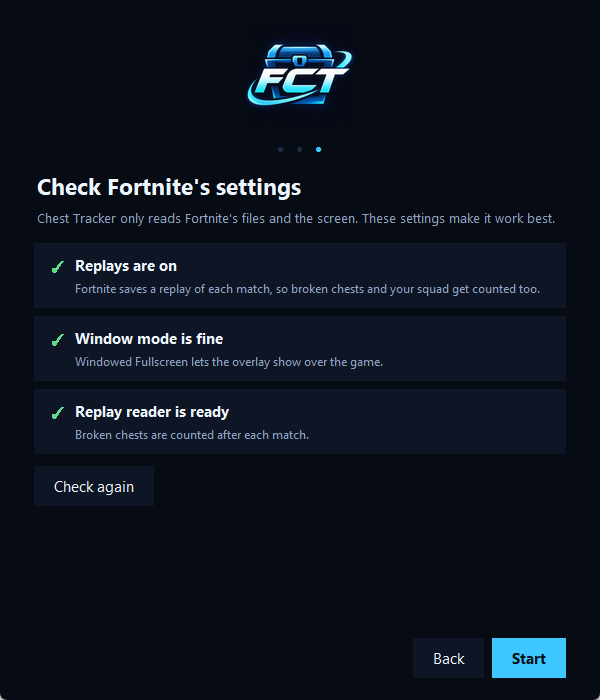 FCT
Check Fortnite's settings
Chest Tracker only reads Fortnite's files and the screen. These settings make it work best.
Replays are on
Fortnite saves a replay of each match, so broken chests and your squad get counted too.
Window mode is fine
Windowed Fullscreen lets the overlay show over the game.
Replay reader is ready
Broken chests are counted after each match.
Check again
Back
Start